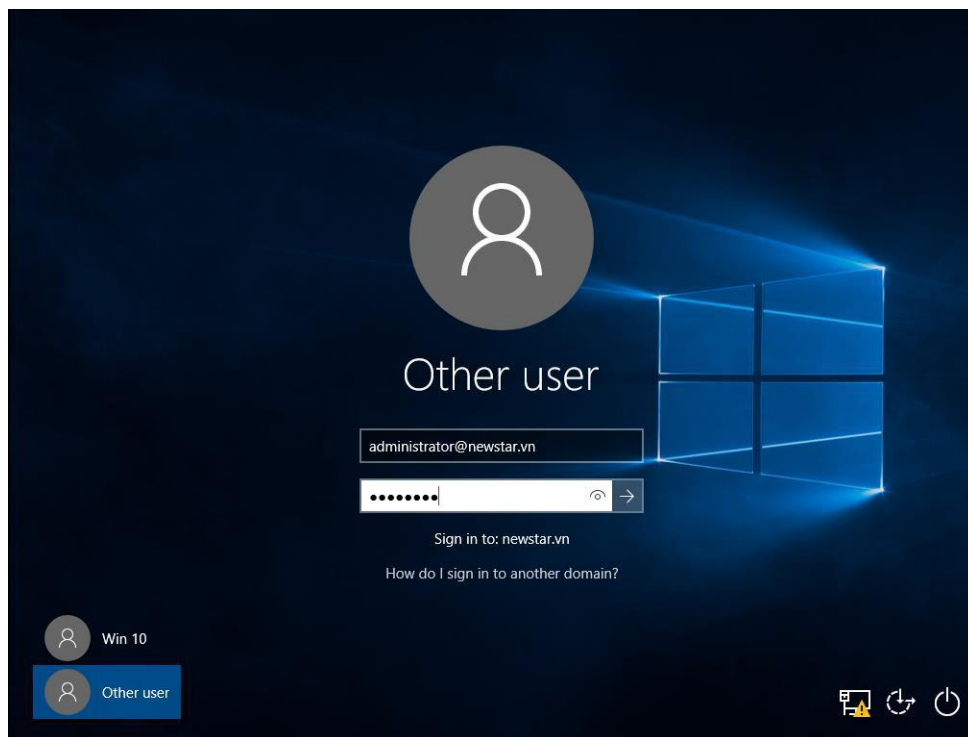 Other user
administrator@newstar.vn
Sign in to: newstar.vn
How do I sign in to another domain?
Win 10
Other user